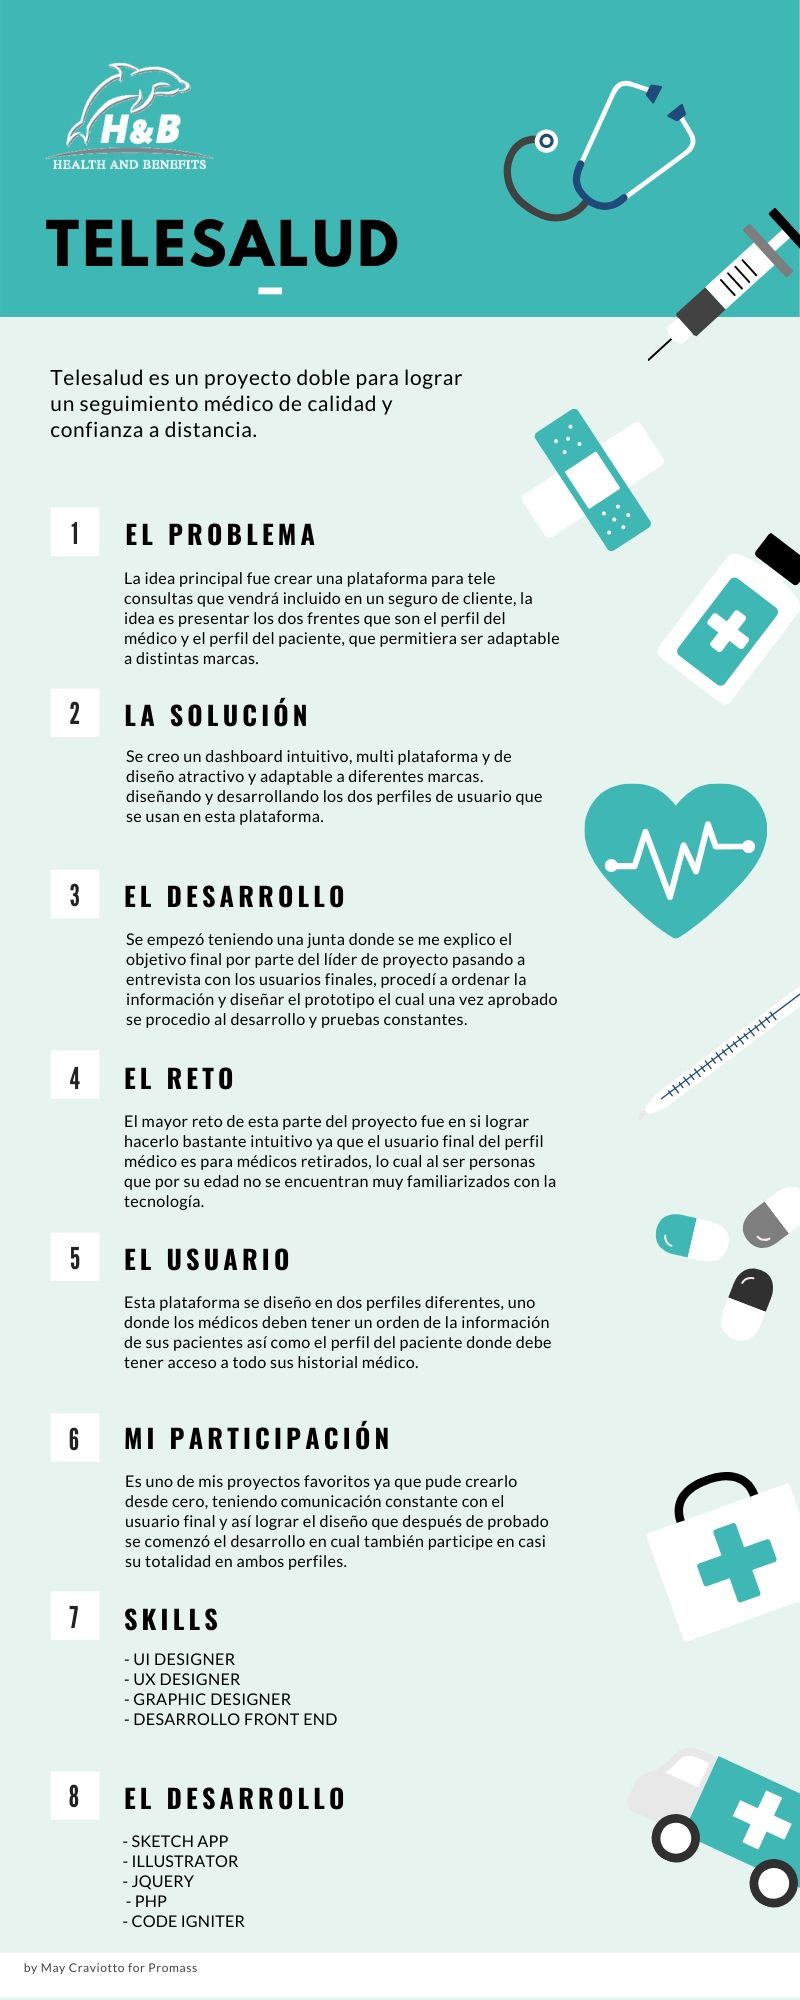 H&B
HEALTH AND BENEFITS
TELESALUD
Telesalud es un proyecto doble para lograr
un seguimiento médico de calidad y
confianza a distancia.
1
EL PROBLEMA
La idea principal fue crear una plataforma para tele
consultas que vendrá incluido en un seguro de cliente, la
idea es presentar los dos frentes que son el perfil del
médico y el perfil del paciente, que permitiera ser adaptable
a distintas marcas.
2
LA SOLUCIÓN
Se creo un dashboard intuitivo, multi plataforma y de
diseño atractivo y adaptable a diferentes marcas.
diseñando y desarrollando los dos perfiles de usuario que
se usan en esta plataforma.
3
EL DESARROLLO
Se empezó teniendo una junta donde se me explico el
objetivo final por parte del líder de proyecto pasando a
entrevista con los usuarios finales, procedí a ordenar la
información y diseñar el prototipo el cual una vez aprobado
se procedio al desarrollo y pruebas constantes.
4
EL RETO
El mayor reto de esta parte del proyecto fue en si lograr
hacerlo bastante intuitivo ya que el usuario final del perfil
médico es para médicos retirados, lo cual al ser personas
que por su edad no se encuentran muy familiarizados con la
tecnología.
5
EL USUARIO
Esta plataforma se diseño en dos perfiles diferentes, uno
donde los médicos deben tener un orden de la información
de sus pacientes así como el perfil del paciente donde debe
tener acceso a todo sus historial médico.
6
MI PARTICIPACIÓN
Es uno de mis proyectos favoritos ya que pude crearlo
desde cero, teniendo comunicación constante con el
usuario final y así lograr el diseño que después de probado
se comenzó el desarrollo en cual también participe en casi
su totalidad en ambos perfiles.
7
SKILLS
- UI DESIGNER
- UX DESIGNER
- GRAPHIC DESIGNER
- DESARROLLO FRONT END
8
EL DESARROLLO
- SKETCH APP
- ILLUSTRATOR
- JQUERY
- PHP
- CODE IGNITER
by May Craviotto for Promass